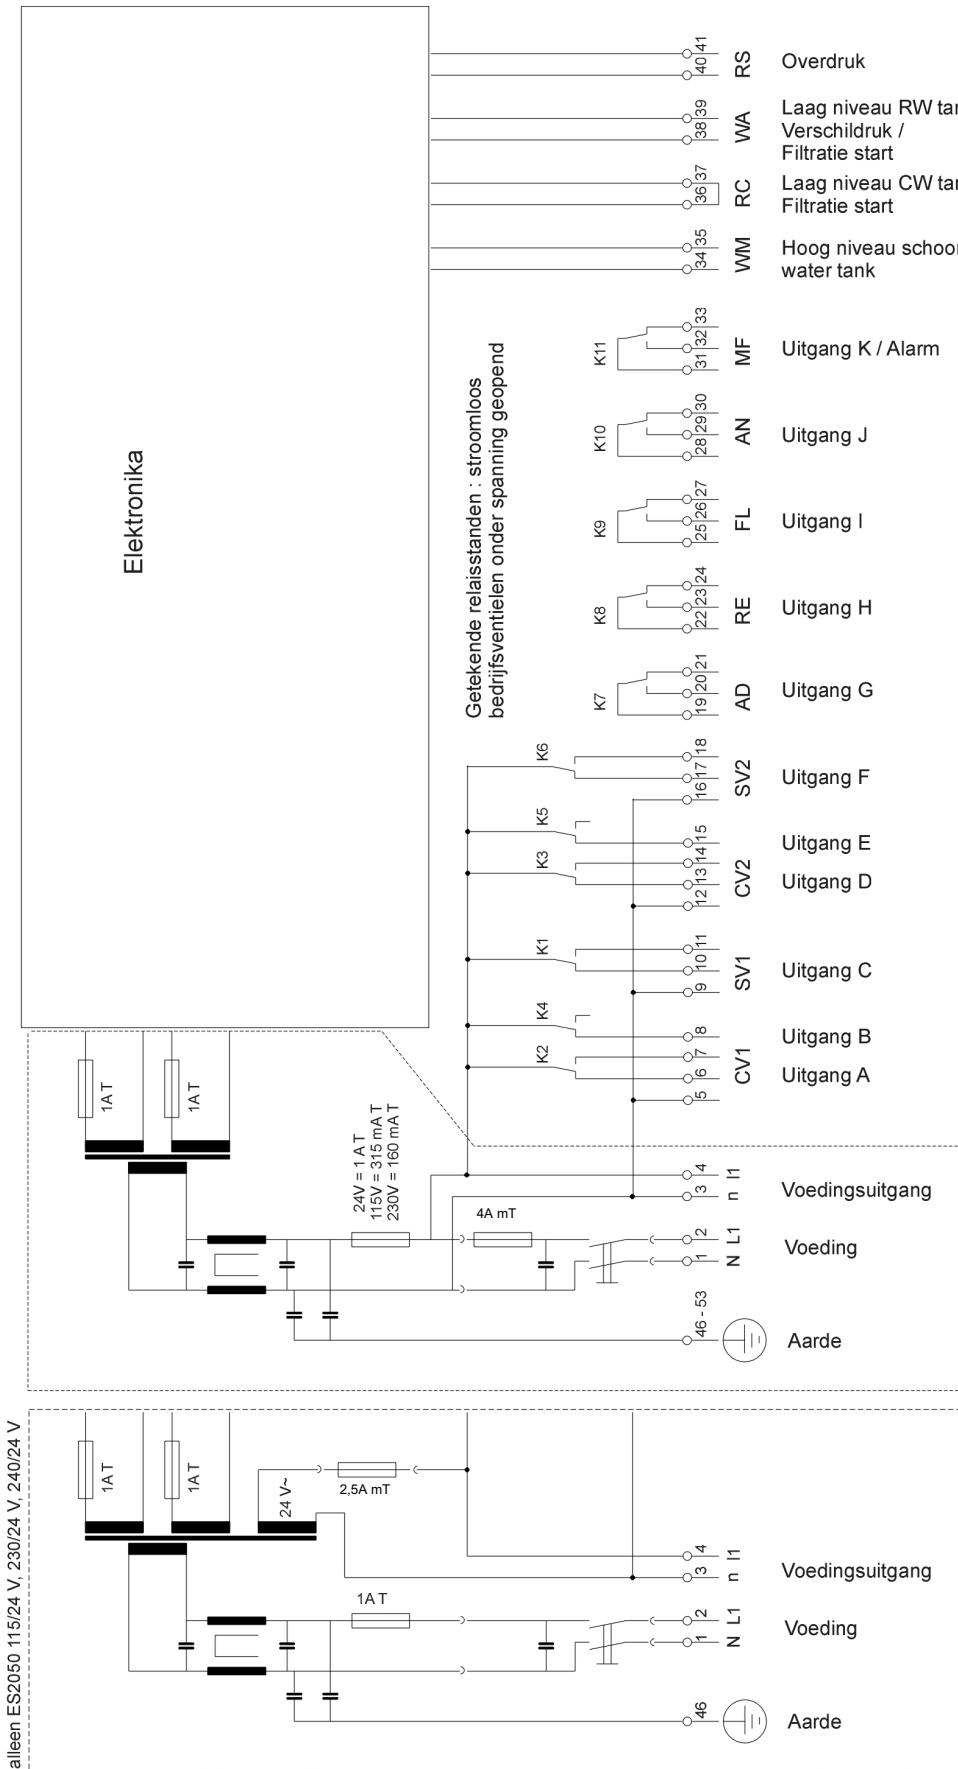 Elektronika
41
40
RS
Overdruk
39
38
WA
Laag niveau RW
Verschildruk /
Filtratie start
37
36
RC
Laag niveau CW
Filtratie start
35
34
WM
Hoog niveau
water tank
Getekende relaisstanden : stroomloos
bedrijfsventielen onder spanning geopend
K11
33
32
31
MF
Uitgang K / Alarm
K10
30
29
28
AN
Uitgang J
K9
27
26
25
FL
Uitgang I
K8
24
23
22
RE
Uitgang H
K7
21
20
19
AD
Uitgang G
K6
18
17
16
SV2
Uitgang F
K5
15
Uitgang E
K3
14
13
12
CV2
Uitgang D
K1
11
10
9
SV1
Uitgang C
K4
8
Uitgang B
K2
7
6
5
CV1
Uitgang A
1A T
1A T
24V = 1 A T
115V = 315 mA T
230V = 160 mA T
4A mT
4 l1
3 n
Voedingsuitgang
2 L1
1 N
Voeding
46 - 53
Aarde
alleen ES2050 115/24 V, 230/24 V, 240/24 V
1A T
1A T
24 V~
2,5A mT
4 l1
3 n
Voedingsuitgang
1A T
2 L1
1 N
Voeding
46
Aarde